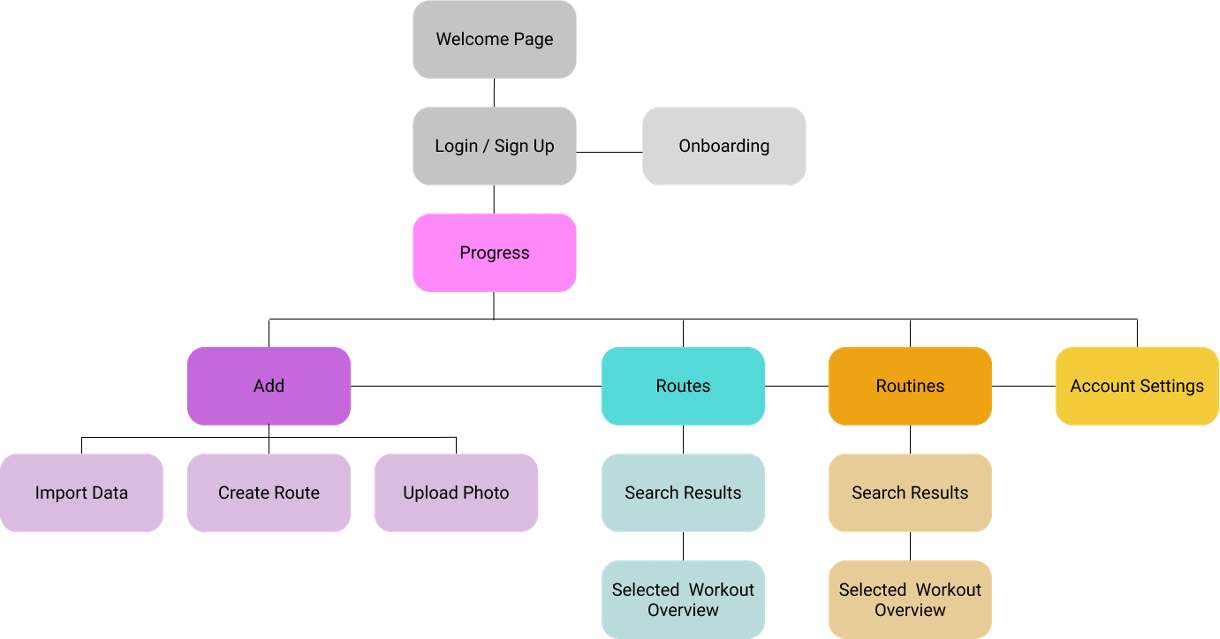 Welcome Page
Login / Sign Up
Onboarding
Progress
Add
Routes
Routines
Account Settings
Import Data
Create Route
Upload Photo
Search Results
Search Results
Selected  Workout
Overview
Selected  Workout
Overview